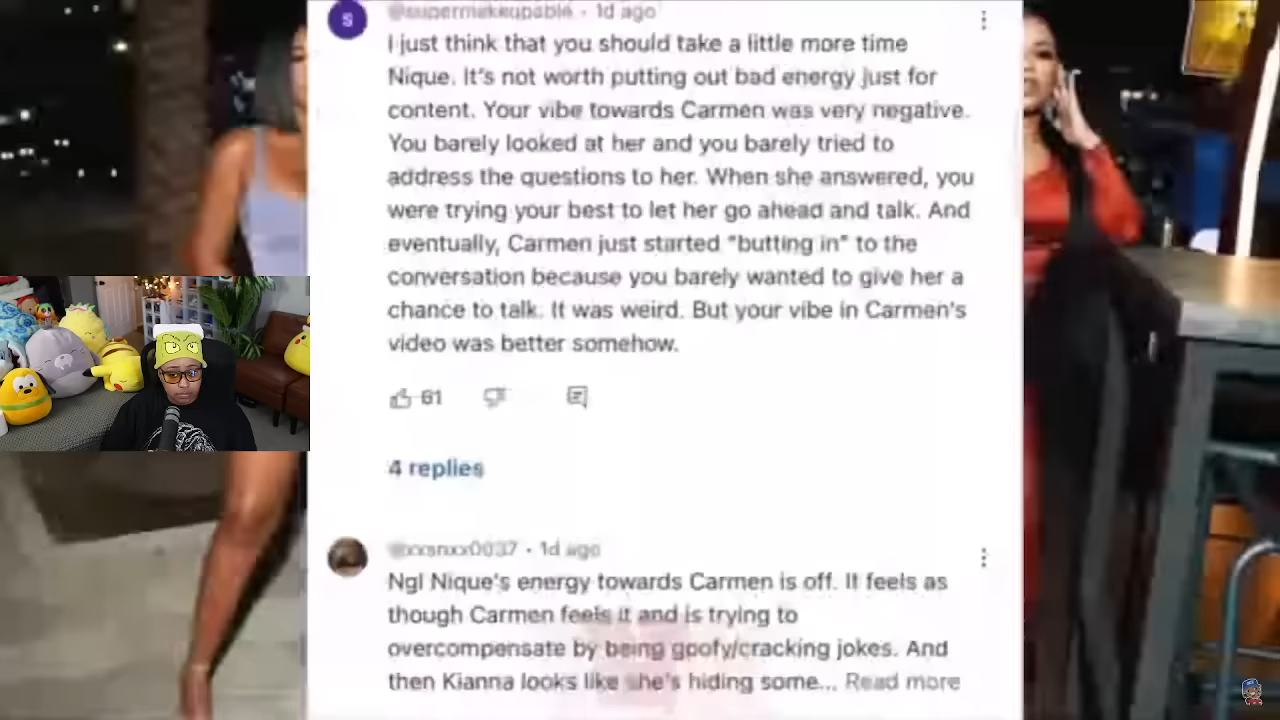 S
@supermakeupable · 1d ago
I just think that you should take a little more time
Nique. It's not worth putting out bad energy just for
content. Your vibe towards Carmen was very negative.
You barely looked at her and you barely tried to
address the questions to her. When she answered, you
were trying your best to let her go ahead and talk. And
eventually, Carmen just started "butting in" to the
conversation because you barely wanted to give her a
chance to talk. It was weird. But your vibe in Carmen's
video was better somehow.
61
4 replies
@xxsnxx0037 · 1d ago
Ngl Nique's energy towards Carmen is off. It feels as
though Carmen feels it and is trying to
overcompensate by being goofy/cracking jokes. And
then Kianna looks like she's hiding some... Read more